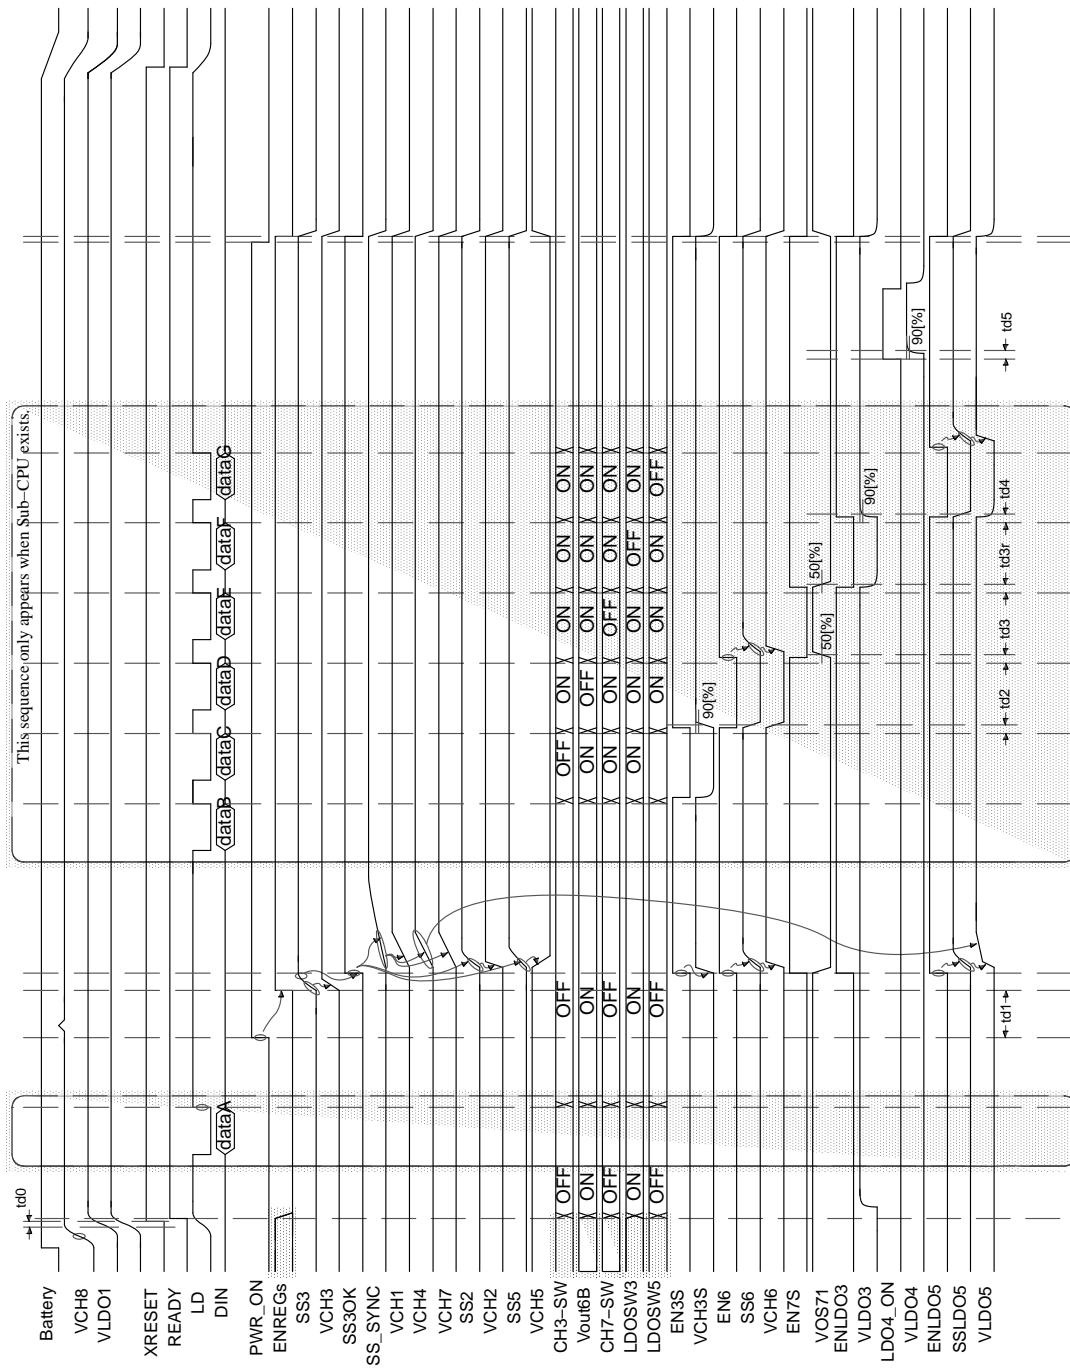 td0
This sequence only appears when Sub−CPU exists.
Battery
VCH8
VLDO1
XRESET
READY
LD
DIN dataA dataB dataC dataD dataE dataF dataG
PWR_ON
ENREGs
SS3
VCH3
SS3OK
SS_SYNC
VCH1
VCH4
VCH7
SS2
VCH2
SS5
VCH5
CH3−SW OFF OFF OFF ON ON ON ON
Vout6B ON ON ON OFF ON ON ON
CH7−SW OFF OFF ON ON OFF ON ON
LDOSW3 ON ON ON ON ON OFF ON
LDOSW5 OFF OFF ON ON ON OFF
EN3S
VCH3S 90[%]
EN6
SS6
VCH6
EN7S
VOS71 50[%] 50[%]
ENLDO3
VLDO3 90[%]
LDO4_ON
VLDO4 90[%]
ENLDO5
SSLDO5
VLDO5
td1 td2 td3 td3r td4 td5